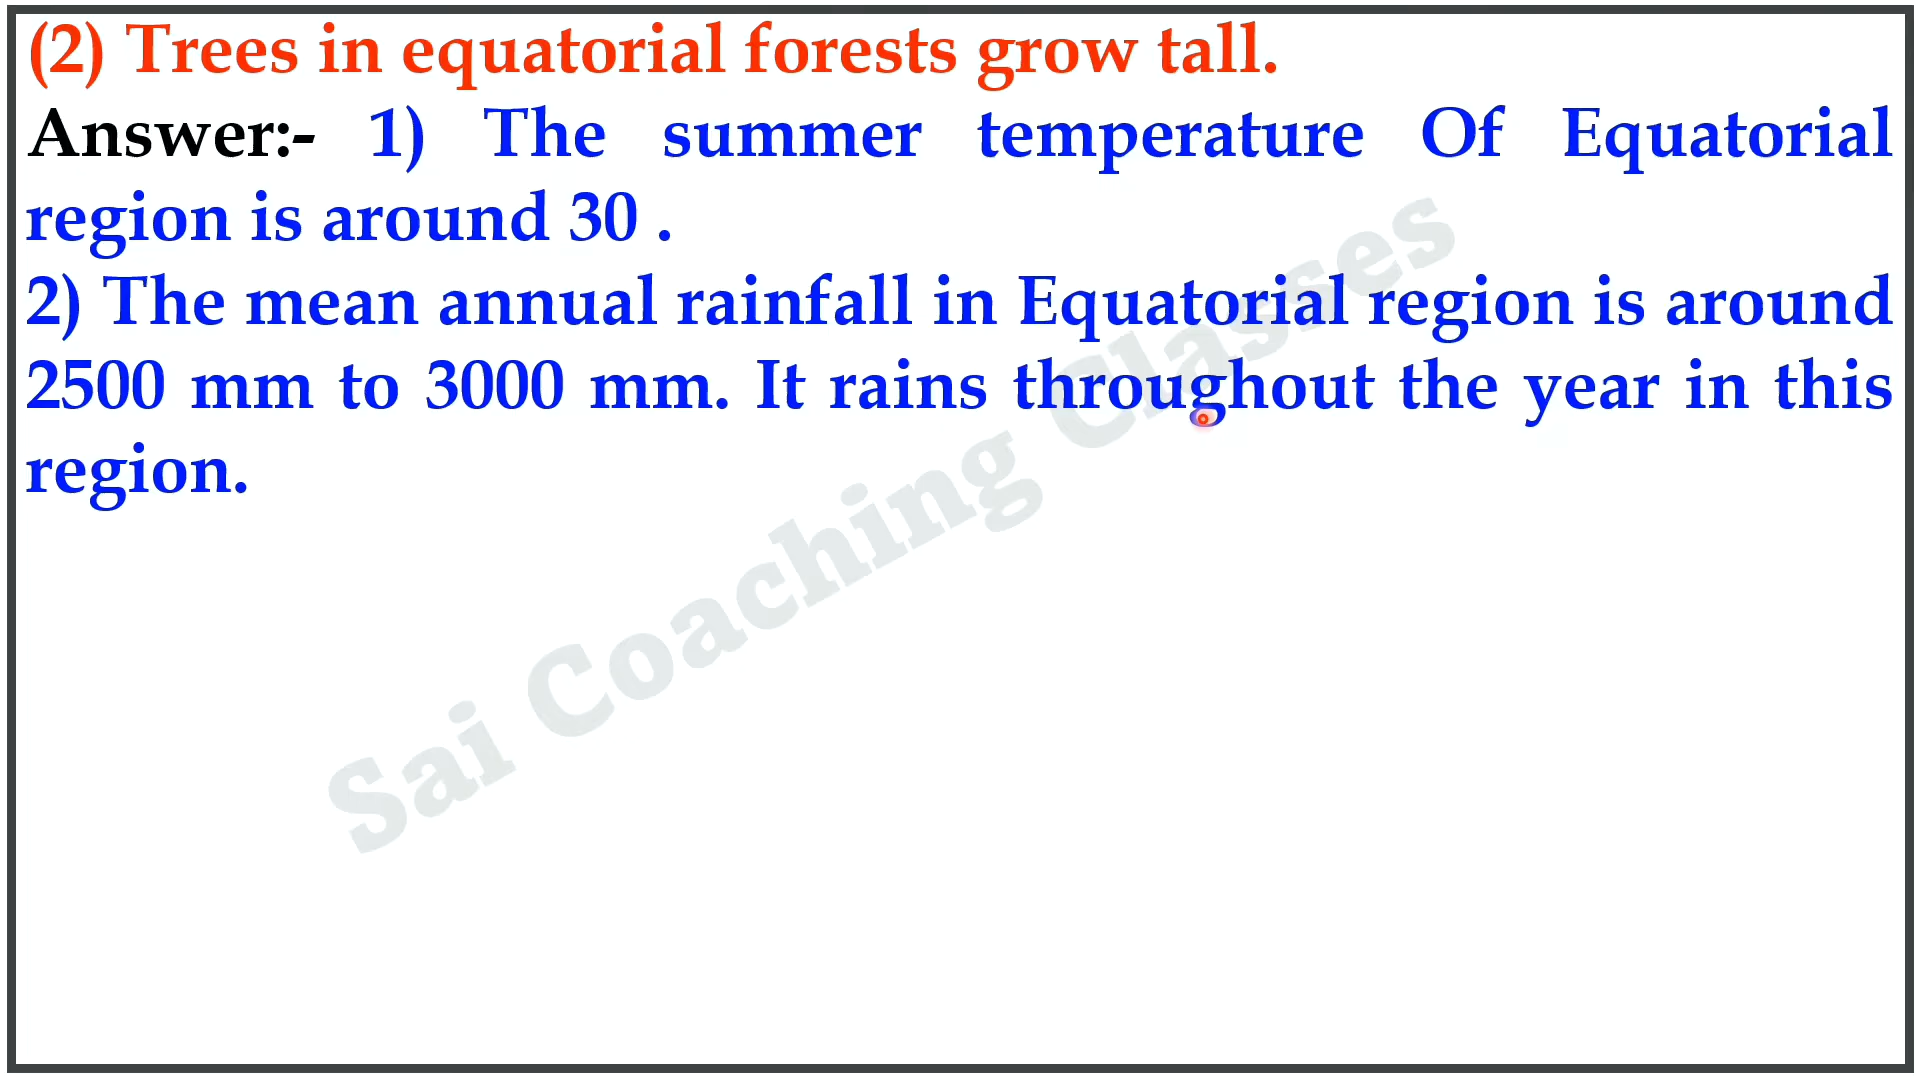 (2) Trees in equatorial forests grow tall.
Answer:- 1) The summer temperature Of Equatorial
region is around 30 .
2) The mean annual rainfall in Equatorial region is around
2500 mm to 3000 mm. It rains throughout the year in this
region.
Sai Coaching Classes